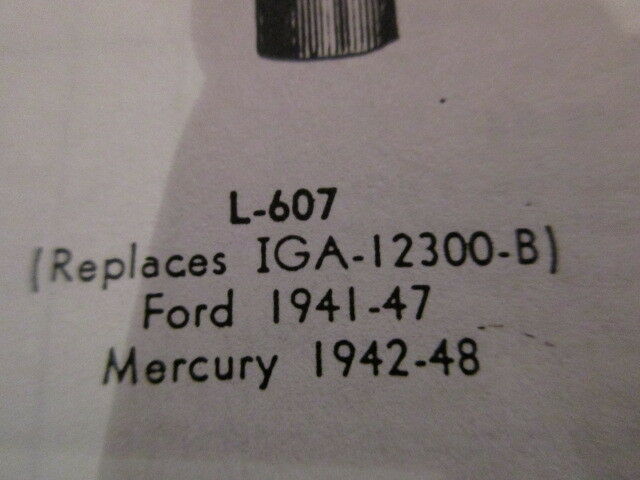 L-607
(Replaces IGA-12300-B)
Ford 1941-47
Mercury 1942-48